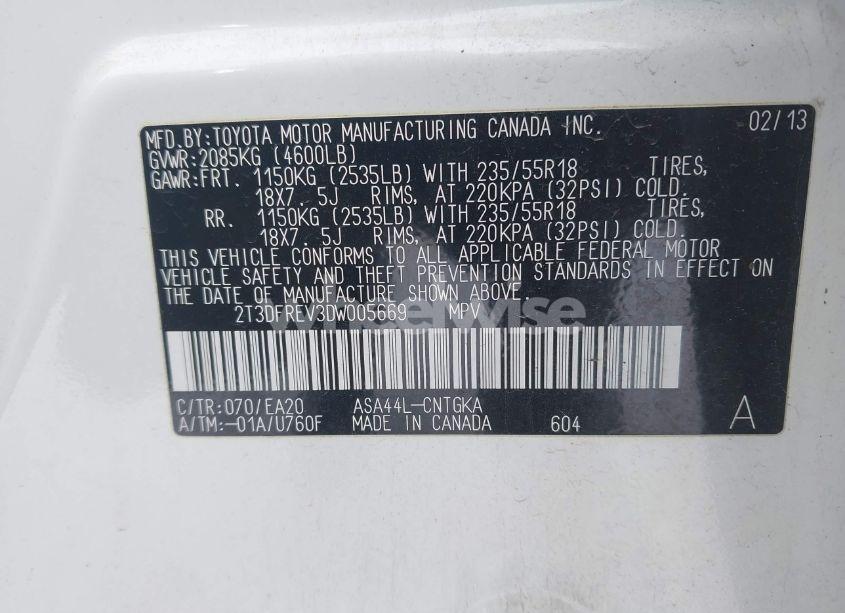 MFD.BY:TOYOTA MOTOR MANUFACTURING CANADA INC. 02/13
GVWR:2085KG (4600LB)
GAWR:FRT. 1150KG (2535LB) WITH 235/55R18 TIRES,
18X7. 5J RIMS, AT 220KPA (32PSI) COLD.
RR. 1150KG (2535LB) WITH 235/55R18 TIRES,
18X7. 5J RIMS, AT 220KPA (32PSI) COLD.
THIS VEHICLE CONFORMS TO ALL APPLICABLE FEDERAL MOTOR
VEHICLE SAFETY AND THEFT PREVENTION STANDARDS IN EFFECT ON
THE DATE OF MANUFACTURE SHOWN ABOVE.
2T3DFREV3DW005669 MPV
wheelwise
C/TR:070/EA20 ASA44L-CNTGKA
A/TM:-01A/U760F MADE IN CANADA 604 A